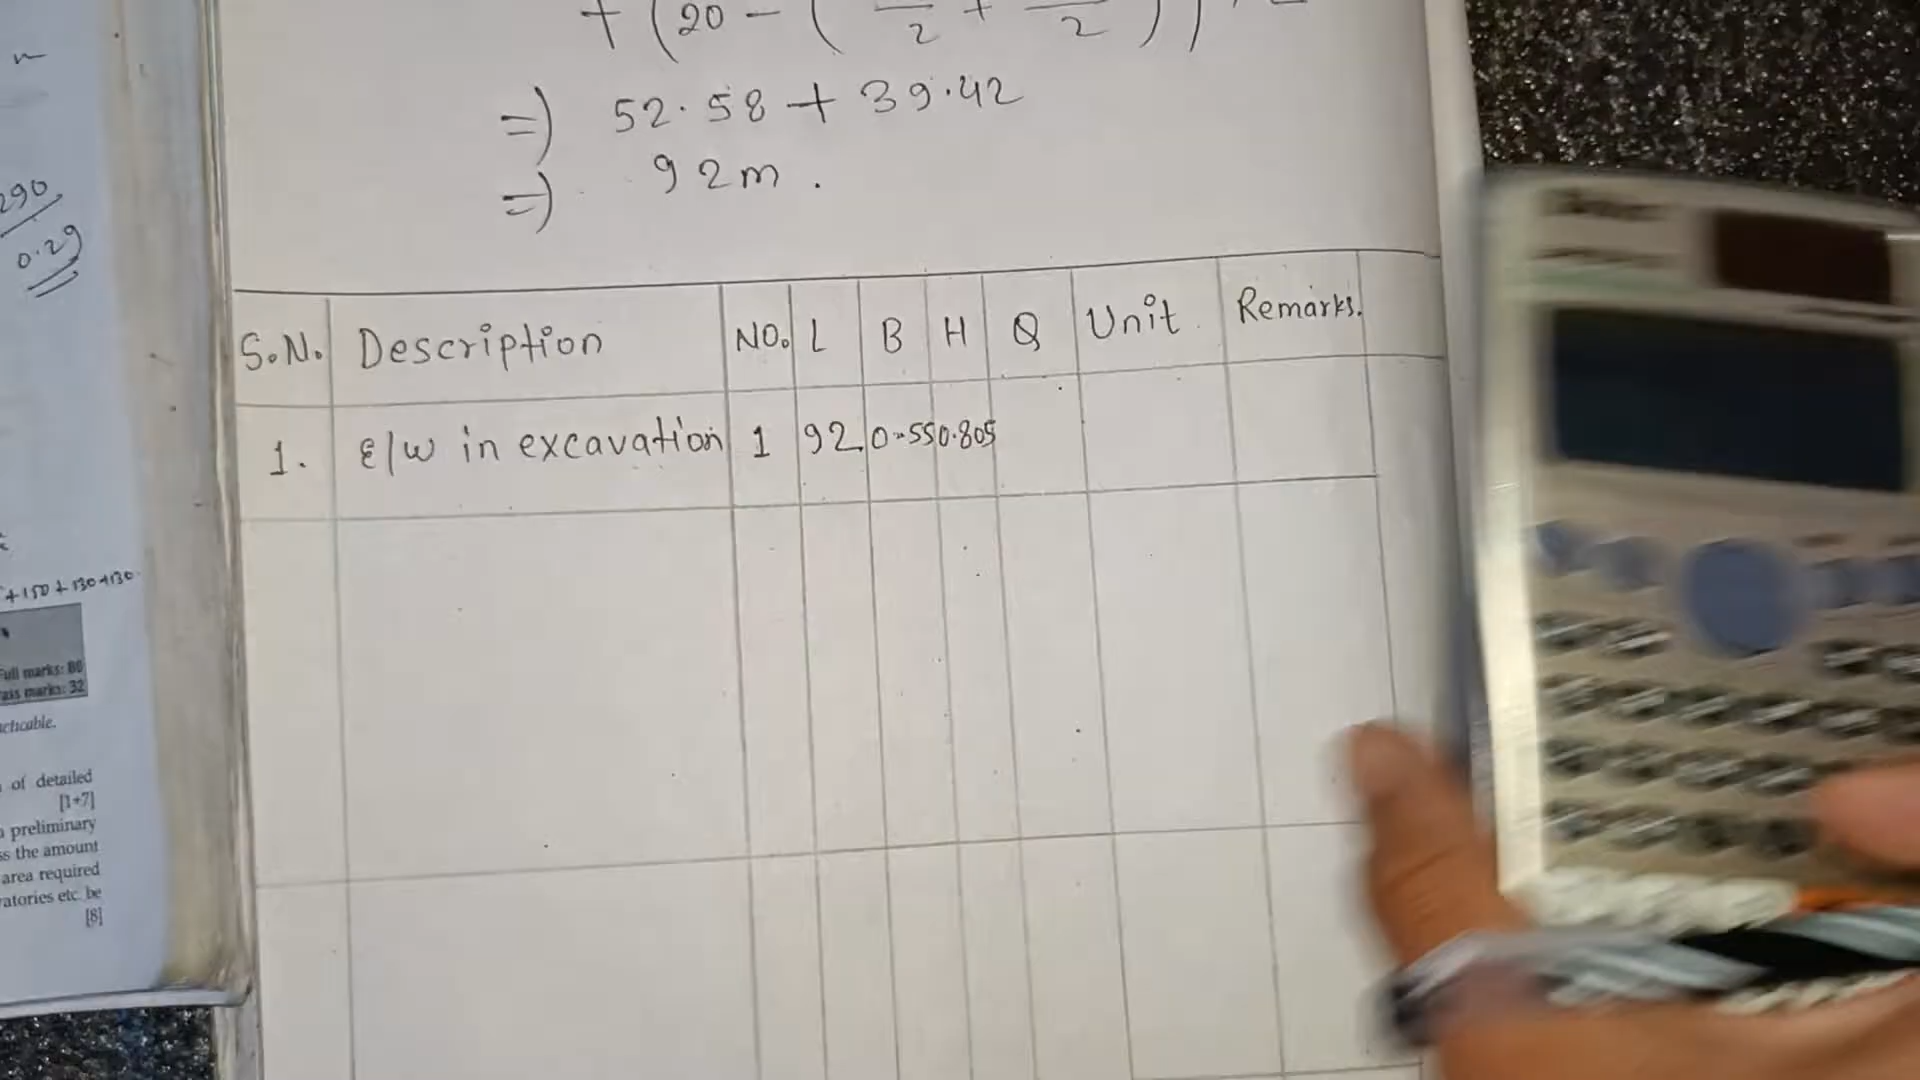 + (20 - ( /2 + /2 ))
=) 52.58 + 39.42
=) 92m.
S.N. Description NO. L B H Q Unit Remarks.
1. E/W in excavation 1 92 0.55 0.805
290
0.29
+150+130+130
Full marks: 80
Pass marks: 32
of detailed
[1+7]
preliminary
the amount
area required
etc. be
[8]